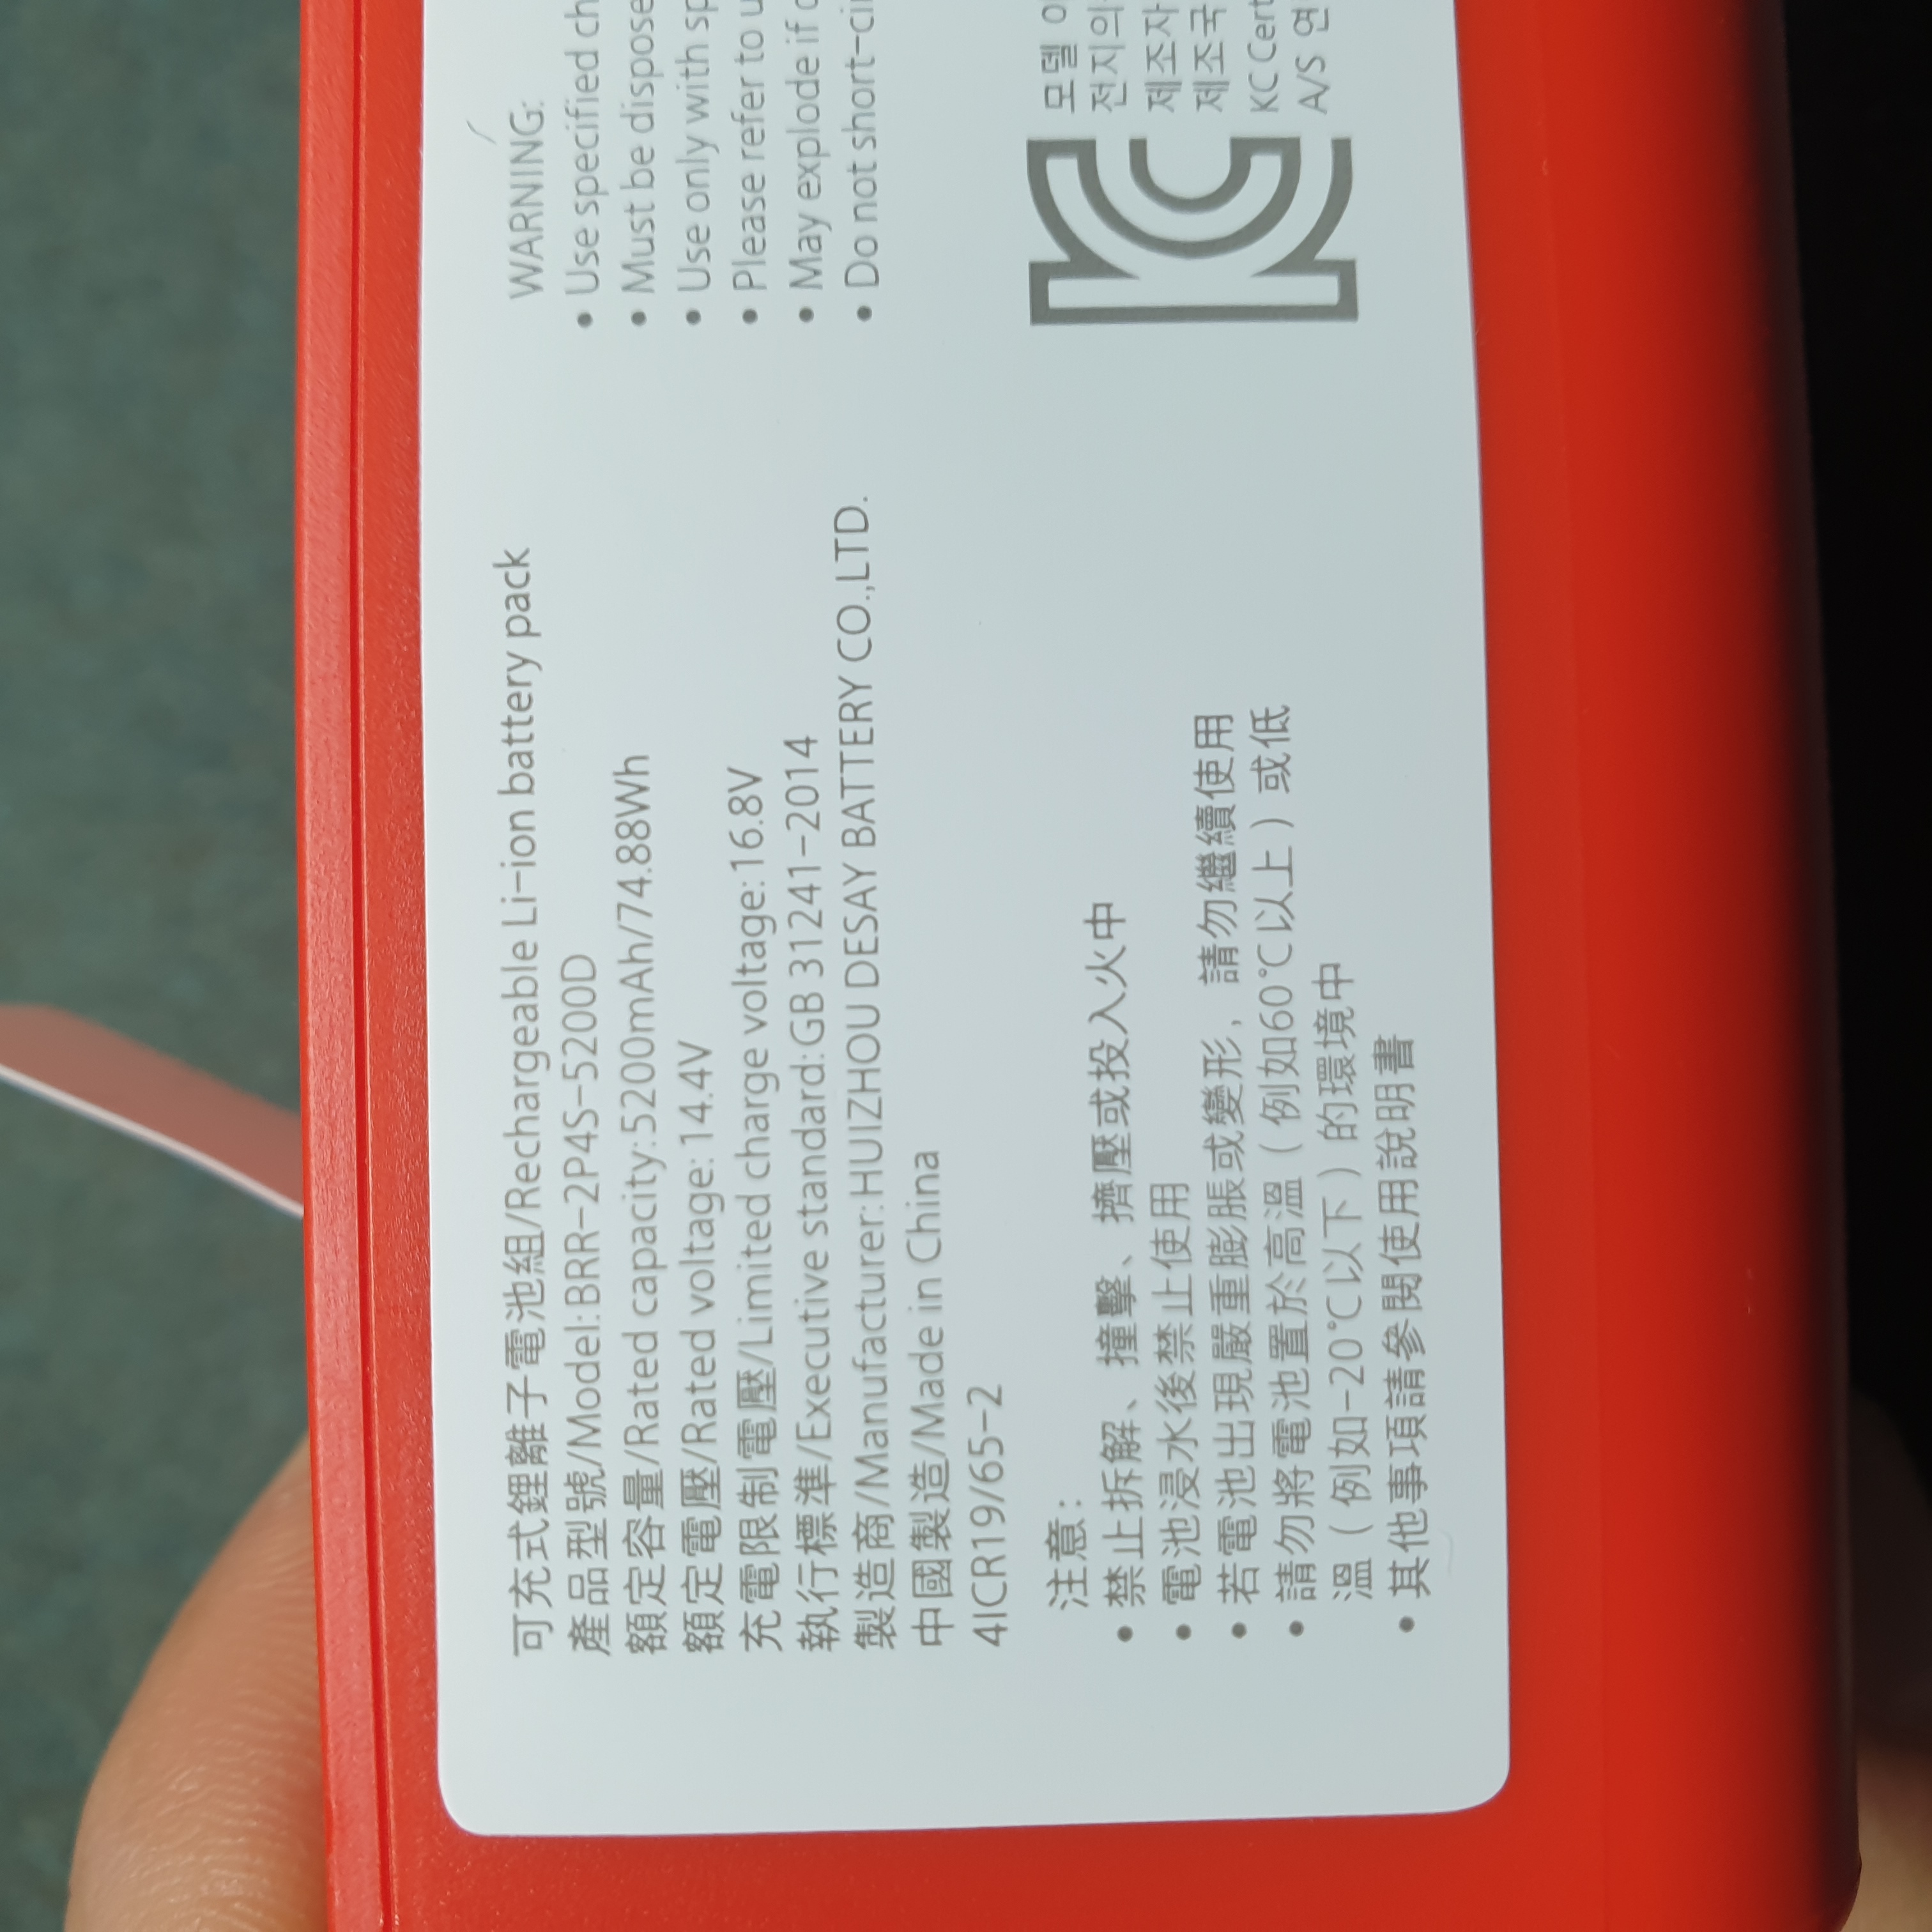 可充式鋰離子電池組/Rechargeable Li-ion battery pack
產品型號/Model:BRR-2P4S-5200D
額定容量/Rated capacity:5200mAh/74.88Wh
額定電壓/Rated voltage: 14.4V
充電限制電壓/Limited charge voltage:16.8V
執行標準/Executive standard:GB 31241-2014
製造商/Manufacturer:HUIZHOU DESAY BATTERY CO.,LTD.
中國製造/Made in China
4ICR19/65-2
注意:
• 禁止拆解、撞擊、擠壓或投入火中
• 電池浸水後禁止使用
• 若電池出現嚴重膨脹或變形, 請勿繼續使用
• 請勿將電池置於高溫（例如60℃以上）或低
溫（例如-20℃以下）的環境中
• 其他事項請參閱使用說明書
WARNING:
• Use specified
• Must be
• Use only with
• Please refer to
• May explode if
• Do not
KC
모델
전지의
제조자
제조국
KC
A/S